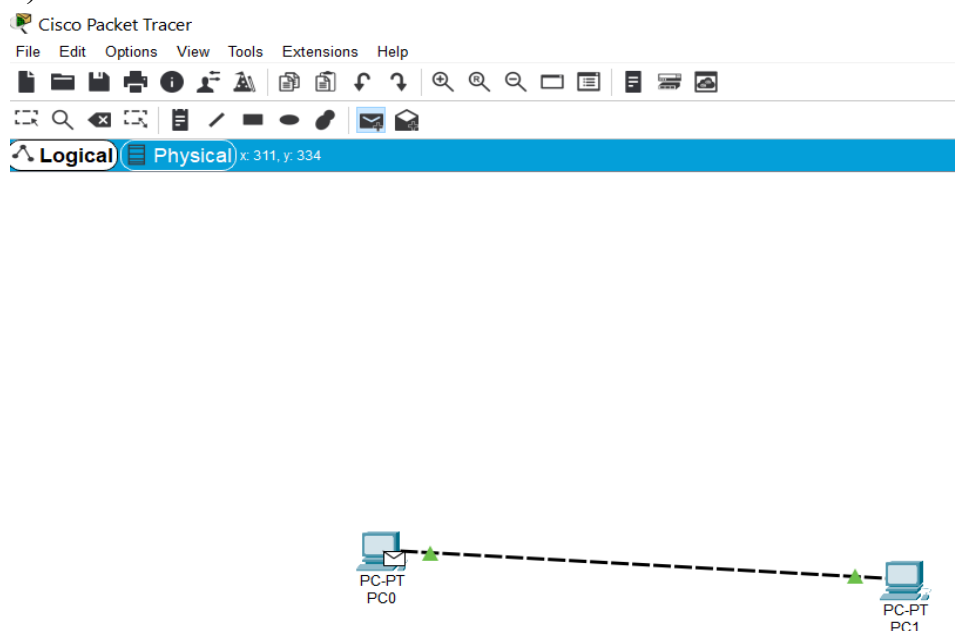 Cisco Packet Tracer
File Edit Options View Tools Extensions Help
Logical Physical x: 311, y: 334
PC-PT
PC0
PC-PT
PC1